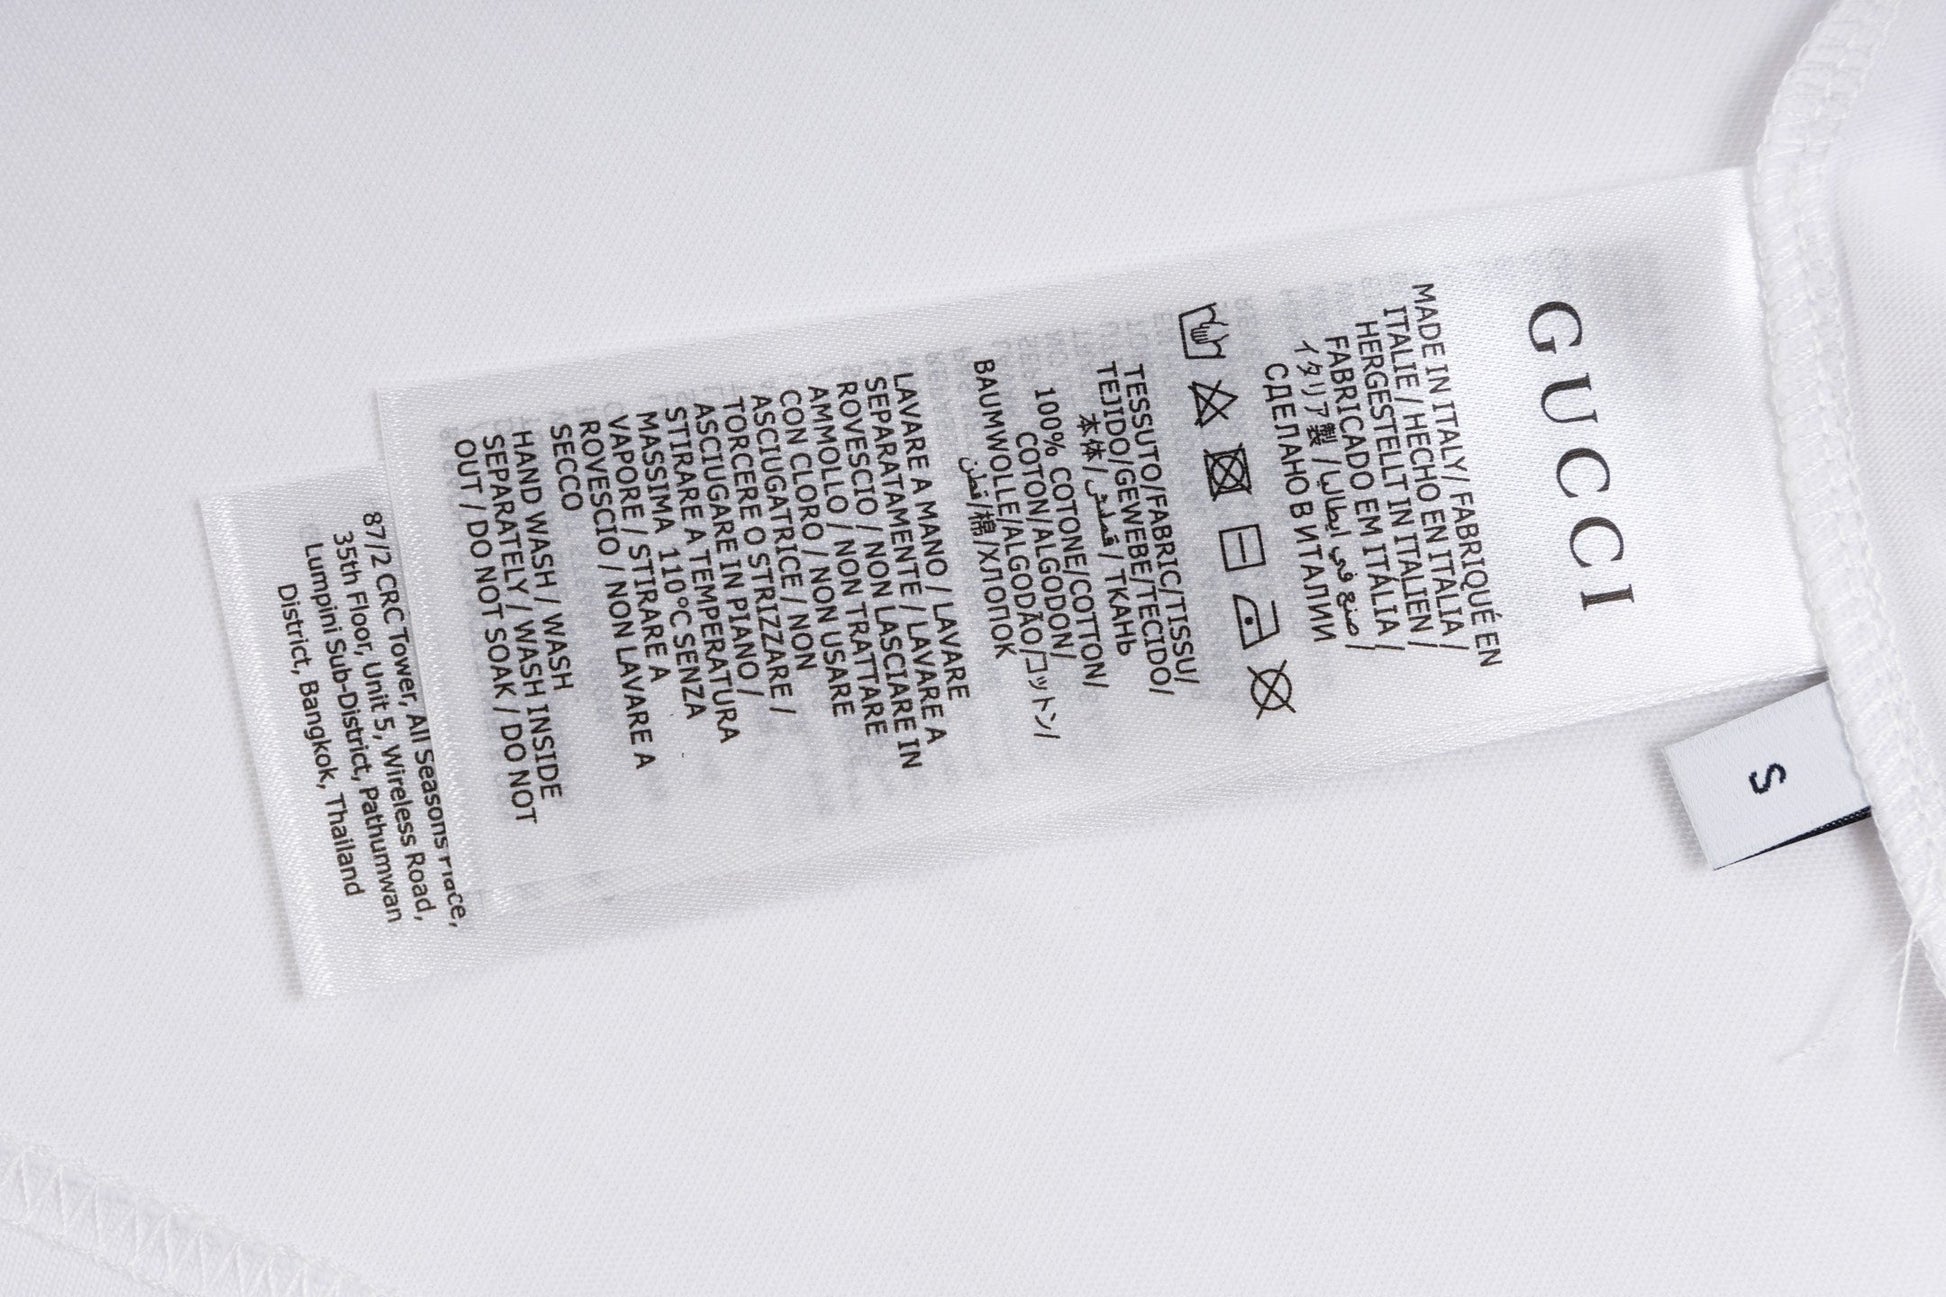 GUCCI
MADE IN ITALY/ FABRIQUÉ EN
ITALIE / HECHO EN ITALIA /
HERGESTELLT IN ITALIEN /
FABRICADO EM ITÁLIA /
イタリア製 / صنع في إيطاليا /
СДЕЛАНО В ИТАЛИИ
TESSUTO/FABRIC/TISSU/
TEJIDO/GEWEBE/TECIDO/
本体 / قماش / ТКАНЬ
100% COTONE/COTTON/
COTON/ALGODON/
BAUMWOLLE/ALGODÃO/コットン/
قطن/棉/ХЛОПОК
LAVARE A MANO / LAVARE
SEPARATAMENTE / LAVARE A
ROVESCIO / NON LASCIARE IN
AMMOLLO / NON TRATTARE
CON CLORO / NON USARE
ASCIUGATRICE / NON
TORCERE O STRIZZARE /
ASCIUGARE IN PIANO /
STIRARE A TEMPERATURA
MASSIMA 110°C SENZA
VAPORE / STIRARE A
ROVESCIO / NON LAVARE A
SECCO
HAND WASH / WASH
SEPARATELY / WASH INSIDE
OUT / DO NOT SOAK / DO NOT
87/2 CRC Tower, All Seasons Place,
35th Floor, Unit 5, Wireless Road,
Lumpini Sub-District, Pathumwan
District, Bangkok, Thailand
S